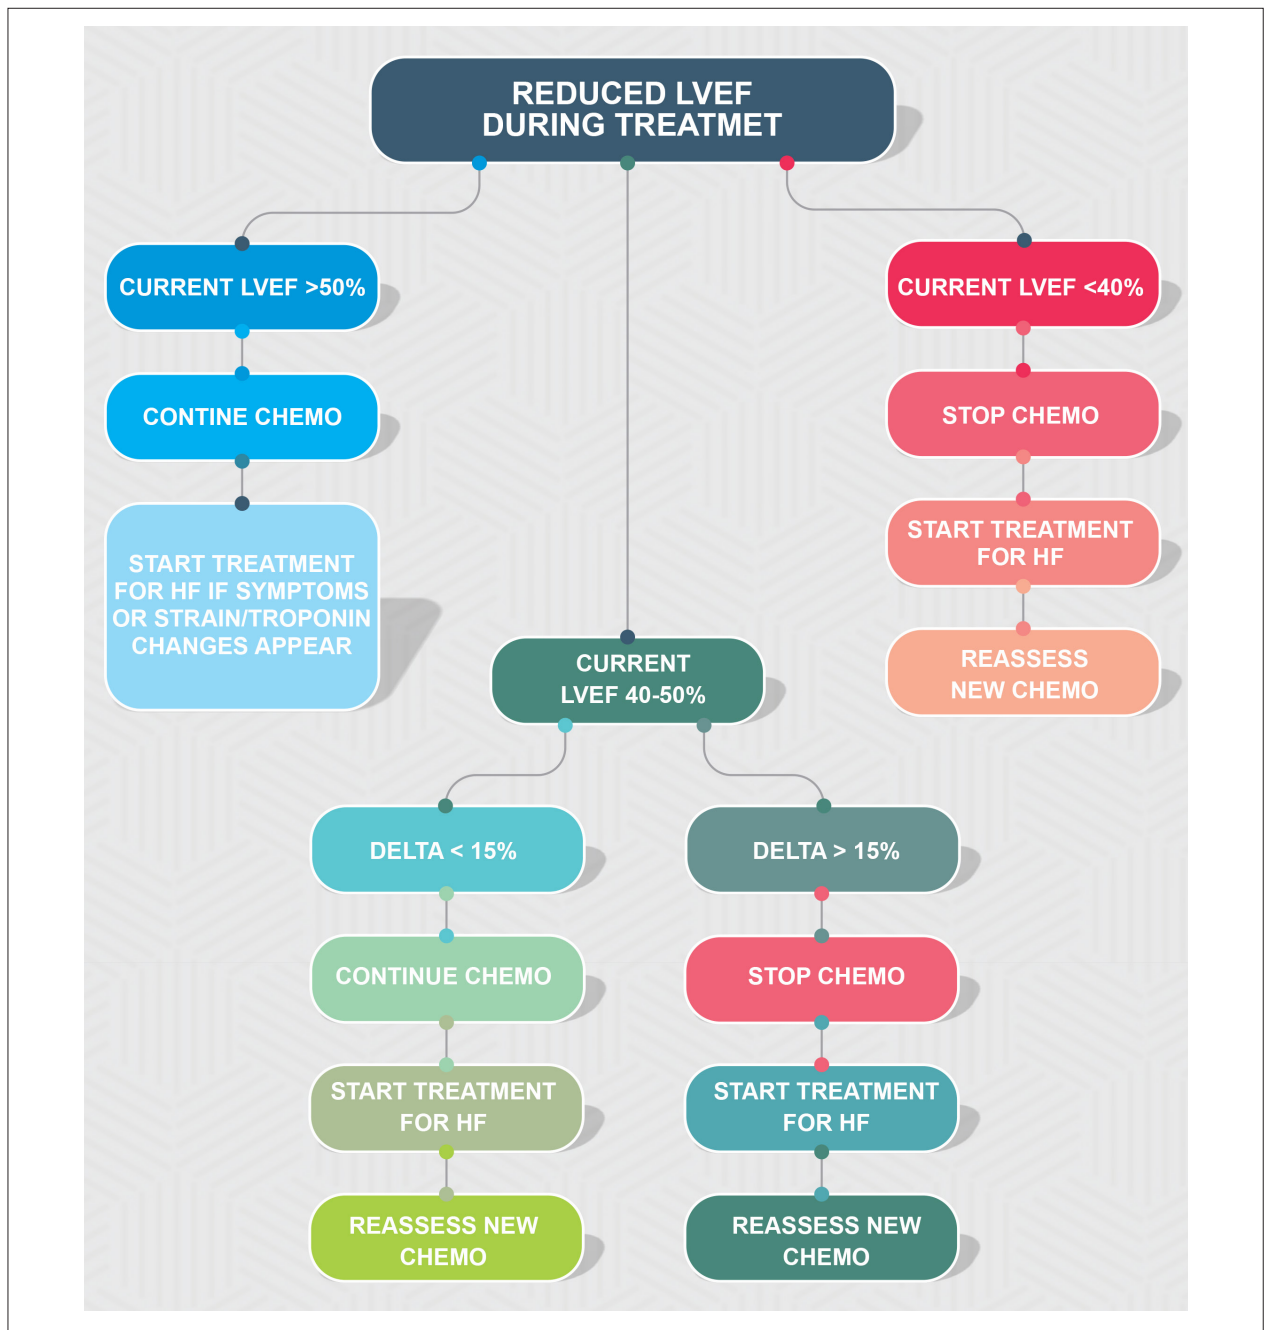 REDUCED LVEF
DURING TREATMET
CURRENT LVEF >50%
CONTINE CHEMO
START TREATMENT
FOR HF IF SYMPTOMS
OR STRAIN/TROPONIN
CHANGES APPEAR
CURRENT
LVEF 40-50%
DELTA < 15%
CONTINUE CHEMO
START TREATMENT
FOR HF
REASSESS NEW
CHEMO
DELTA > 15%
STOP CHEMO
START TREATMENT
FOR HF
REASSESS NEW
CHEMO
CURRENT LVEF <40%
STOP CHEMO
START TREATMENT
FOR HF
REASSESS
NEW CHEMO